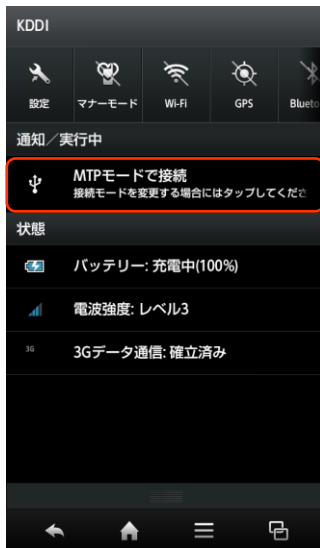 KDDI
設定 マナーモード Wi-Fi GPS Blueto
通知／実行中
MTPモードで接続
接続モードを変更する場合にはタップしてくださ
状態
バッテリー: 充電中(100%)
電波強度: レベル3
3G
3Gデータ通信: 確立済み